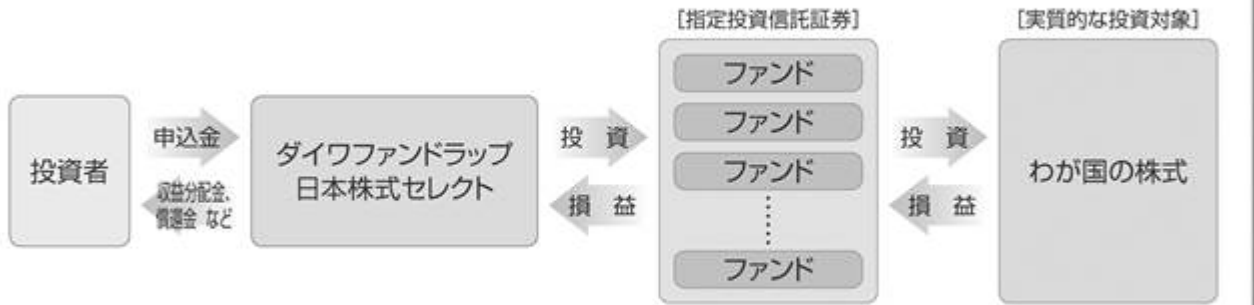 [指定投資信託証券]
[実質的な投資対象]
投資者
申込金
収益分配金、
償還金 など
ダイワファンドラップ
日本株式セレクト
投 資
損 益
ファンド
ファンド
ファンド
ファンド
投 資
損 益
わが国の株式